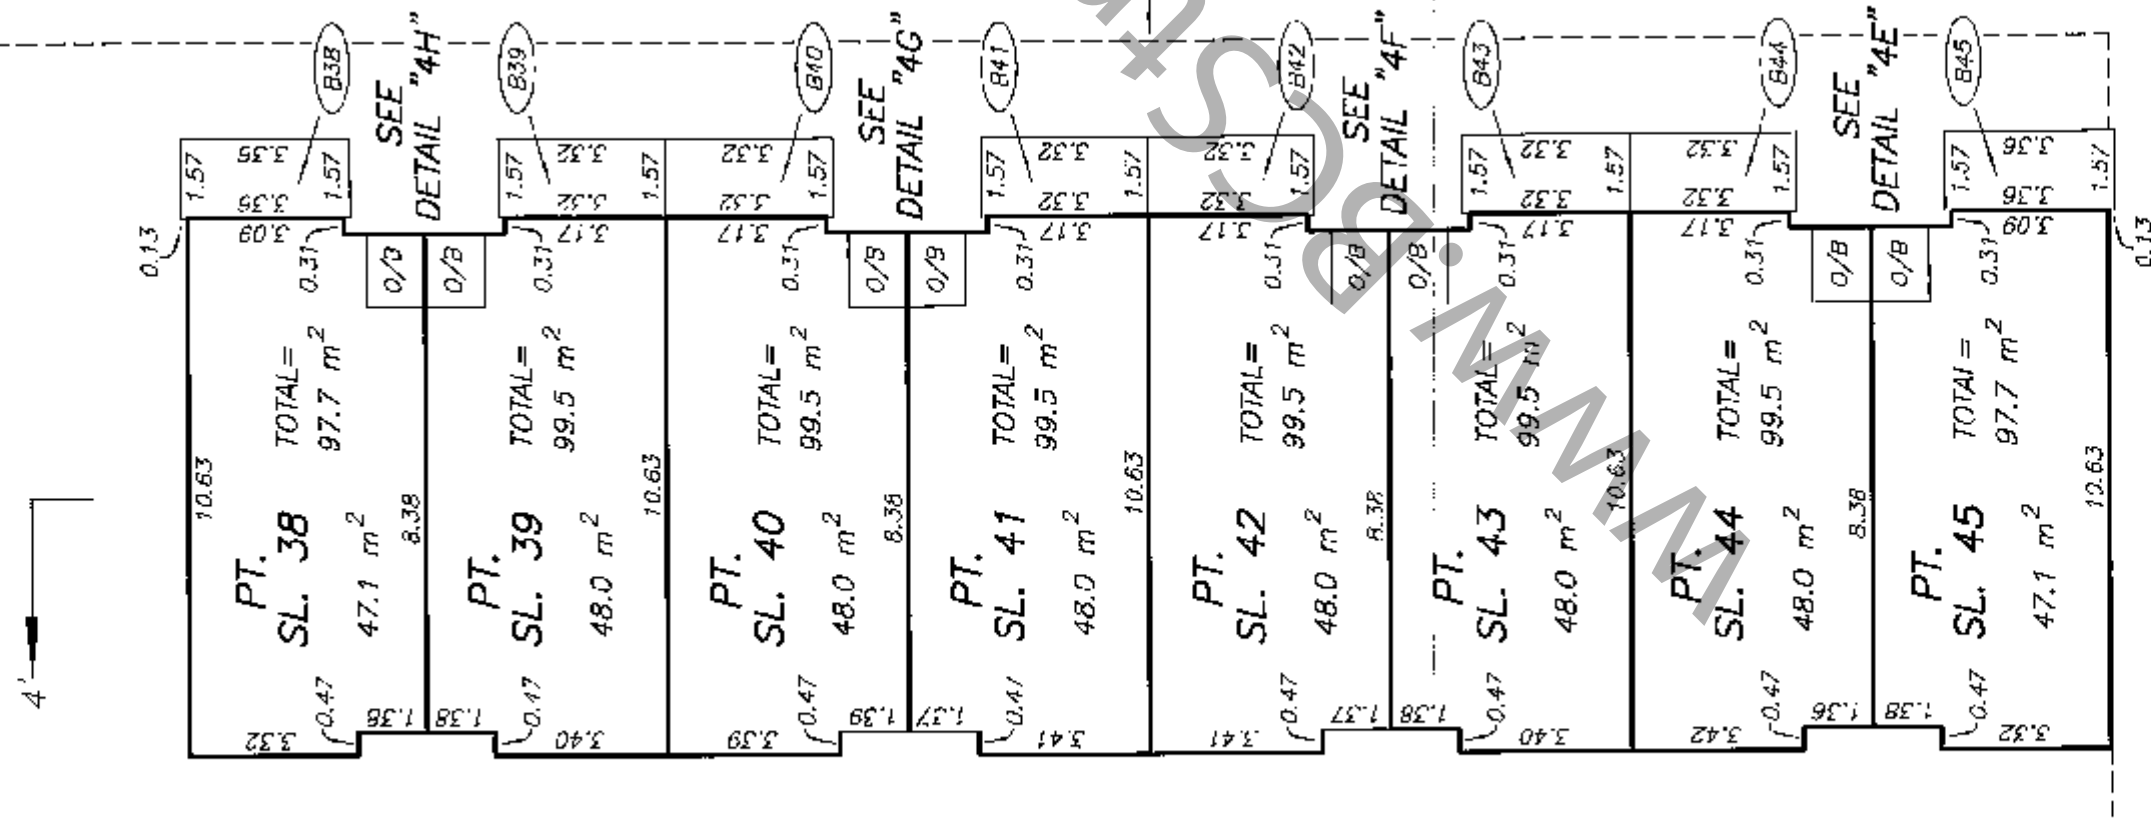 B38
SEE
DETAIL "4H"
B39
B40
SEE
DETAIL "4G"
B41
B42
SEE
DETAIL "4F"
B43
B44
SEE
DETAIL "4E"
B45
1.57
3.36
1.57
3.36
1.57
3.32
3.32
1.57
3.32
3.32
1.57
1.57
3.32
3.32
1.57
3.32
3.32
1.57
1.57
3.32
3.32
1.57
3.32
3.32
1.57
1.57
3.36
3.36
1.57
0.13
3.09
0.31
O/B
O/B
0.31
3.17
3.17
0.31
O/B
O/B
0.31
3.17
3.17
0.31
O/B
O/B
0.31
3.17
3.17
0.31
O/B
O/B
0.31
3.09
0.13
10.63
PT.
SL. 38
TOTAL=
97.7 m²
47.1 m²
8.38
PT.
SL. 39
TOTAL=
99.5 m²
48.0 m²
10.63
PT.
SL. 40
TOTAL=
99.5 m²
48.0 m²
8.38
PT.
SL. 41
TOTAL=
99.5 m²
48.0 m²
10.63
PT.
SL. 42
TOTAL=
99.5 m²
48.0 m²
8.38
PT.
SL. 43
TOTAL=
99.5 m²
48.0 m²
10.63
PT.
SL. 44
TOTAL=
99.5 m²
48.0 m²
8.38
PT.
SL. 45
TOTAL=
97.7 m²
47.1 m²
10.63
4'
3.32
0.47
1.38
1.38
0.47
3.40
3.39
0.47
1.39
1.37
0.47
3.41
3.41
0.47
1.37
1.38
0.47
3.40
3.42
0.47
1.36
1.38
0.47
3.32
www.BCSt